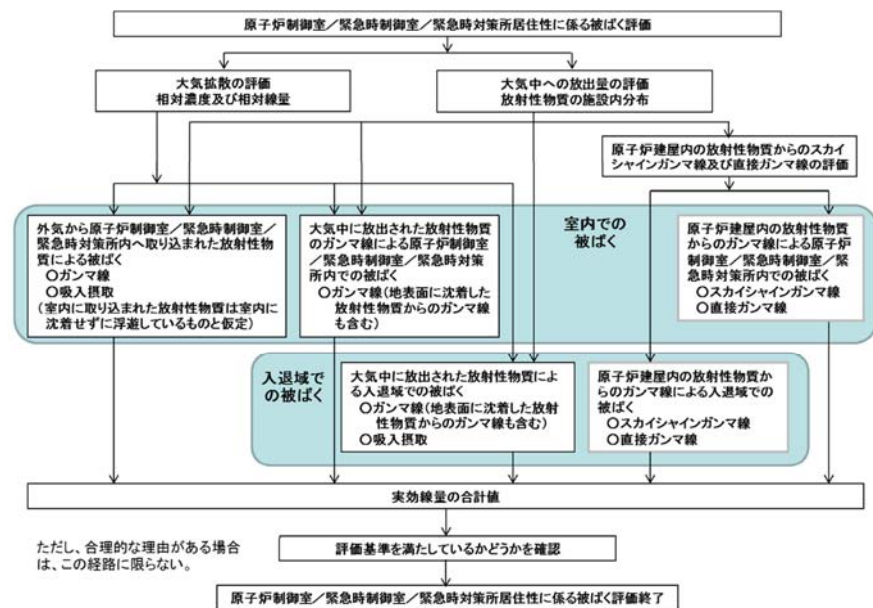 原子炉制御室／緊急時制御室／緊急時対策所居住性に係る被ばく評価
大気拡散の評価
相対濃度及び相対線量
大気中への放出量の評価
放射性物質の施設内分布
原子炉建屋内の放射性物質からのスカイ
シャインガンマ線及び直接ガンマ線の評価
室内での
被ばく
外気から原子炉制御室／緊急時制御室／
緊急時対策所内へ取り込まれた放射性物
質による被ばく
○ガンマ線
○吸入摂取
(室内に取り込まれた放射性物質は室内に
沈着せずに浮遊しているものと仮定)
大気中に放出された放射性物質
のガンマ線による原子炉制御室
／緊急時制御室／緊急時対策
所内での被ばく
○ガンマ線(地表面に沈着した
放射性物質からのガンマ線
も含む)
原子炉建屋内の放射性物質
からのガンマ線による原子炉
制御室／緊急時制御室／緊
急時対策所内での被ばく
○スカイシャインガンマ線
○直接ガンマ線
入退域で
の被ばく
大気中に放出された放射性物質によ
る入退域での被ばく
○ガンマ線(地表面に沈着した放射
性物質からのガンマ線も含む)
○吸入摂取
原子炉建屋内の放射性物質か
らのガンマ線による入退域での
被ばく
○スカイシャインガンマ線
○直接ガンマ線
実効線量の合計値
ただし、合理的な理由がある場合
は、この経路に限らない。
評価基準を満たしているかどうかを確認
原子炉制御室／緊急時制御室／緊急時対策所居住性に係る被ばく評価終了